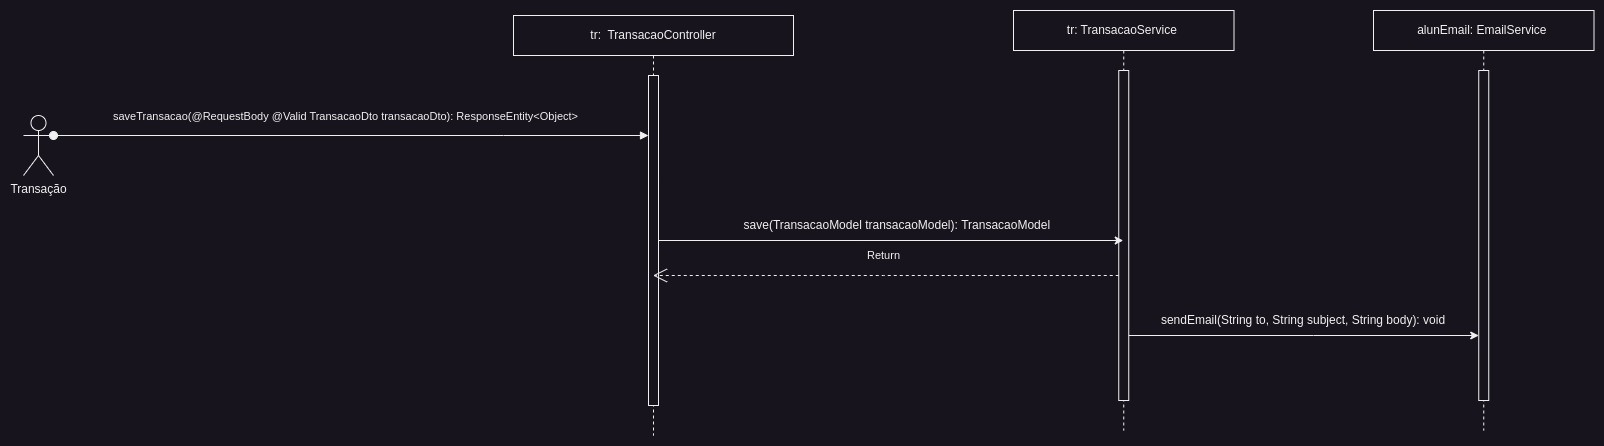 tr: TransacaoController
tr: TransacaoService
alunEmail: EmailService
saveTransacao(@RequestBody @Valid TransacaoDto transacaoDto): ResponseEntity<Object>
Transação
save(TransacaoModel transacaoModel): TransacaoModel
Return
sendEmail(String to, String subject, String body): void